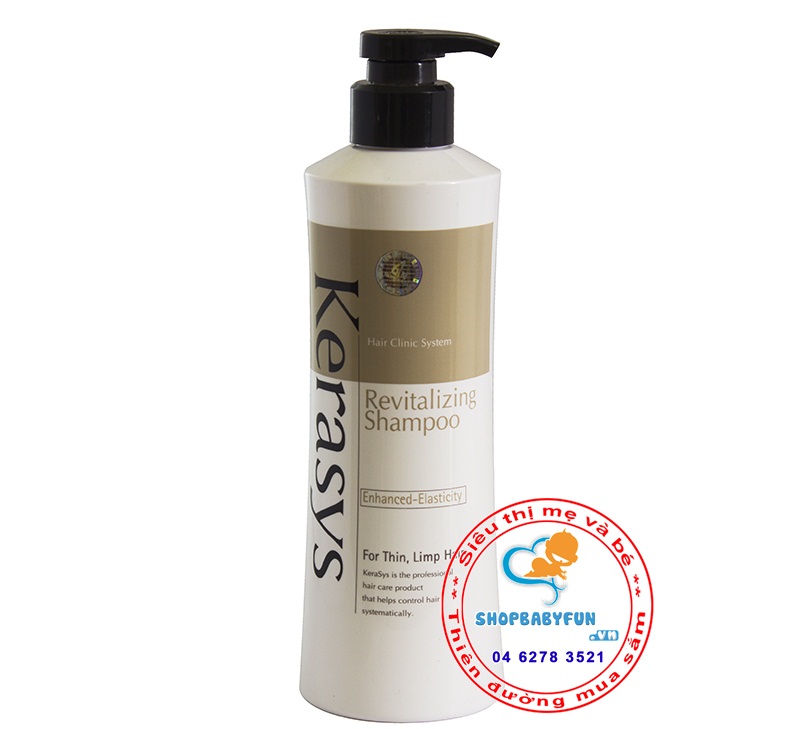 Kerasys
Hair Clinic System
Revitalizing
Shampoo
Enhanced-Elasticity
For Thin, Limp Hair
KeraSys is the professional
hair care product
that helps control hair
systematically.
** Siêu thị mẹ và bé **
SHOPBABYFUN
.VN
04 6278 3521
Thiên đường mua sắm